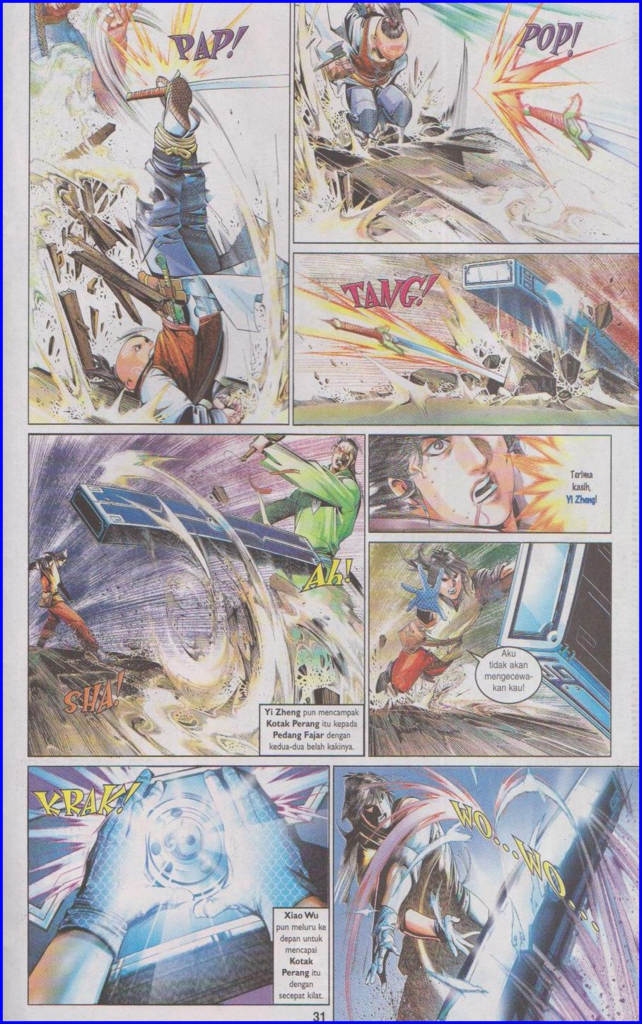 PAP!
POP!
TANG!
Ah!
SHA!
Yi Zheng pun mencampak
Kotak Perang itu kepada
Pedang Fajar dengan
kedua-dua belah kakinya.
Terima
kasih,
Yi Zheng!
Aku
tidak akan
mengecewa-
kan kau!
KRAK!
Xiao Wu
pun meluru ke
depan untuk
mencapai
Kotak
Perang itu
dengan
secepat kilat.
WO...WO...
31